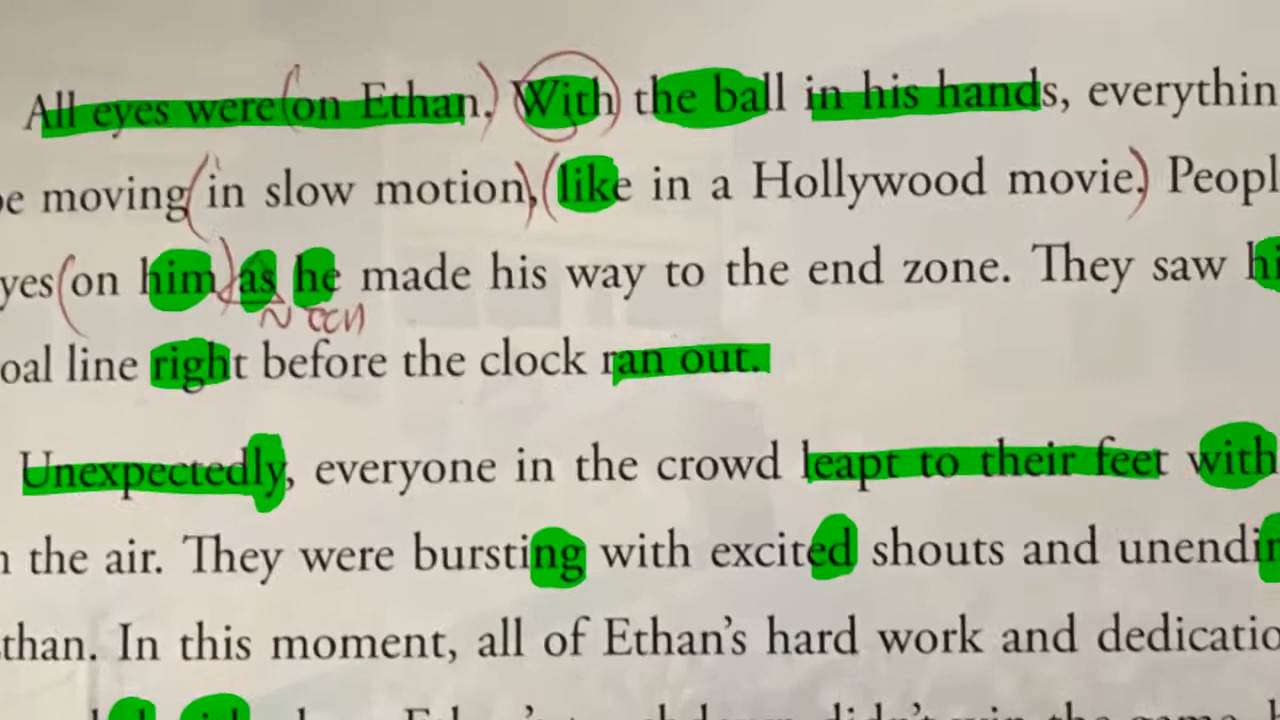 All eyes were (on Ethan.) With the ball in his hands, everythin
be moving (in slow motion), (like in a Hollywood movie.) Peopl
yes (on him) as he made his way to the end zone. They saw hi
oal line right before the clock ran out.
Unexpectedly, everyone in the crowd leapt to their feet with
n the air. They were bursting with excited shouts and unendin
than. In this moment, all of Ethan's hard work and dedicatio